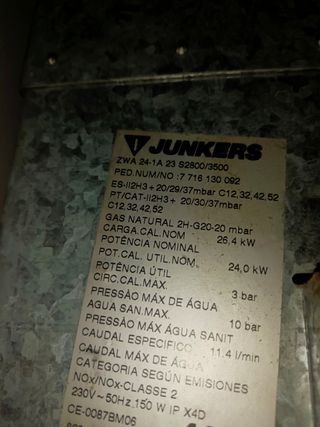 JUNKERS
ZWA 24-1A 23 S2800/3500
PED.NUM/NO :7 716 130 092
ES-II2H3+ 20/29/37mbar C12,32,42,52
PT/CAT-II2H3+ 20/30/37mbar
C12,32,42,52
GAS NATURAL 2H-G20-20 mbar
CARGA.CAL.NOM 26,4 kW
POTÊNCIA NOMINAL
POT.CAL. UTIL.NOM. 24,0 kW
POTÊNCIA ÚTIL
CIRC.CAL.MAX. 3 bar
PRESSÃO MÁX DE ÁGUA
AGUA SAN.MAX. 10 bar
PRESSÃO MÁX ÁGUA SANIT
CAUDAL ESPECIFICO 11,4 l/min
CAUDAL MÁX DE ÁGUA
CATEGORIA SEGÚN EMISIONES
NOx/NOx-CLASSE 2
230V ~ 50Hz, 150 W IP X4D
CE-0087BM06